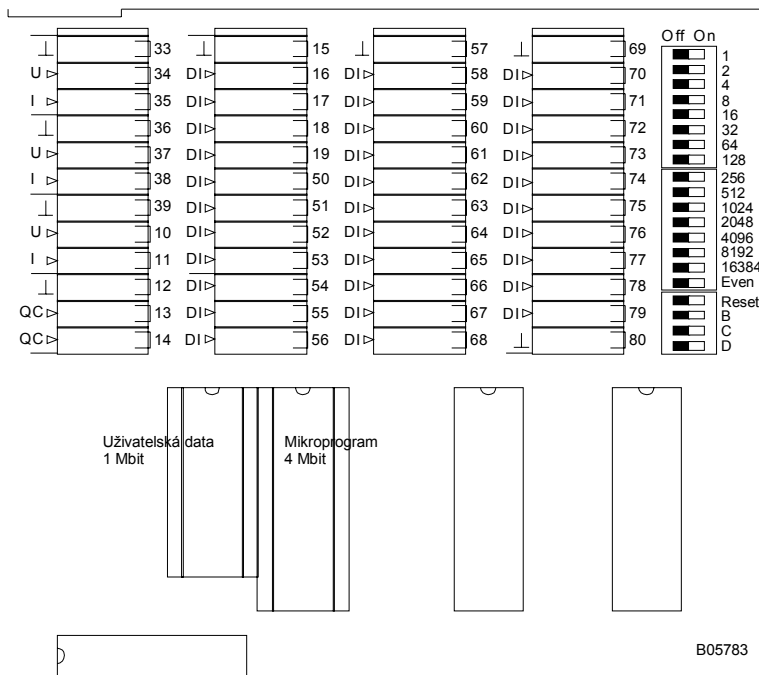 Off On
⊥ 33 ⊥ 15 ⊥ 57 ⊥ 69
U 34 DI 16 DI 58 DI 70
I 35 DI 17 DI 59 DI 71
⊥ 36 DI 18 DI 60 DI 72
U 37 DI 19 DI 61 DI 73
I 38 DI 50 DI 62 DI 74
⊥ 39 DI 51 DI 63 DI 75
U 10 DI 52 DI 64 DI 76
I 11 DI 53 DI 65 DI 77
⊥ 12 DI 54 DI 66 DI 78
QC 13 DI 55 DI 67 DI 79
QC 14 DI 56 DI 68 ⊥ 80
1
2
4
8
16
32
64
128
256
512
1024
2048
4096
8192
16384
Even
Reset
B
C
D
Uživatelská data
1 Mbit
Mikroprogram
4 Mbit
B05783